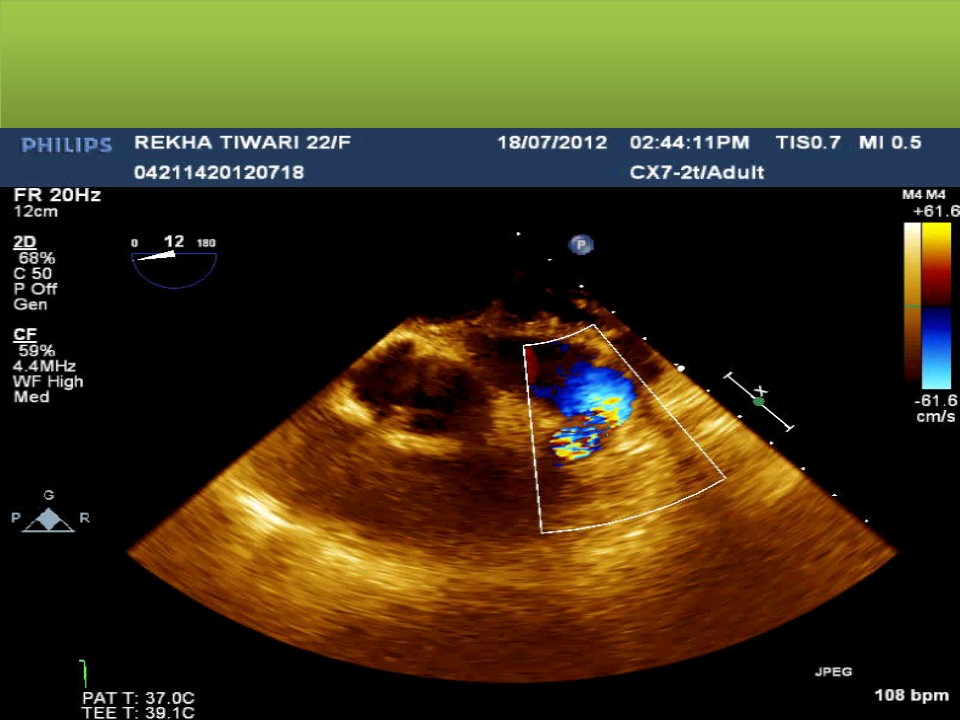 PHILIPS REKHA TIWARI 22/F 18/07/2012 02:44:11PM TIS0.7 MI 0.5
04211420120718 CX7-2t/Adult
FR 20Hz
12cm
M4 M4
+61.6
2D
68%
C 50
P Off
Gen
0 12 180
P
CF
59%
4.4MHz
WF High
Med
X
-61.6
cm/s
G
P R
JPEG
108 bpm
PAT T: 37.0C
TEE T: 39.1C